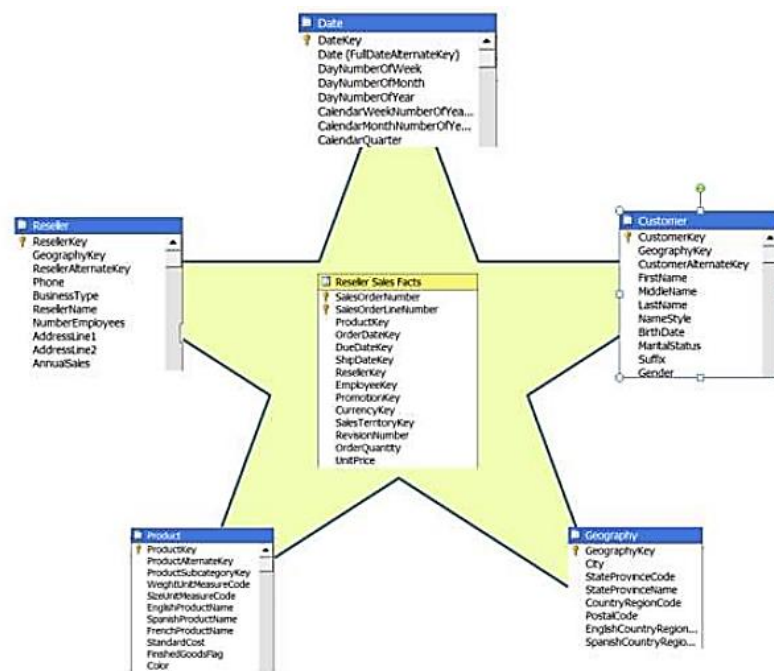 Date
DateKey
Date (FullDateAlternateKey)
DayNumberOfWeek
DayNumberOfMonth
DayNumberOfYear
CalendarWeekNumberOfYea...
CalendarMonthNumberOfYe...
CalendarQuarter
Reseller
ResellerKey
GeographyKey
ResellerAlternateKey
Phone
BusinessType
ResellerName
NumberEmployees
AddressLine1
AddressLine2
AnnualSales
Customer
CustomerKey
GeographyKey
CustomerAlternateKey
FirstName
MiddleName
LastName
NameStyle
BirthDate
MaritalStatus
Suffix
Gender
Reseller Sales Facts
SalesOrderNumber
SalesOrderLineNumber
ProductKey
OrderDateKey
DueDateKey
ShipDateKey
ResellerKey
EmployeeKey
PromotionKey
CurrencyKey
SalesTerritoryKey
RevisionNumber
OrderQuantity
UnitPrice
Product
ProductKey
ProductAlternateKey
ProductSubcategoryKey
WeightUnitMeasureCode
SizeUnitMeasureCode
EnglishProductName
SpanishProductName
FrenchProductName
StandardCost
FinishedGoodsFlag
Color
Geography
GeographyKey
City
StateProvinceCode
StateProvinceName
CountryRegionCode
PostalCode
EnglishCountryRegion...
SpanishCountryRegio...